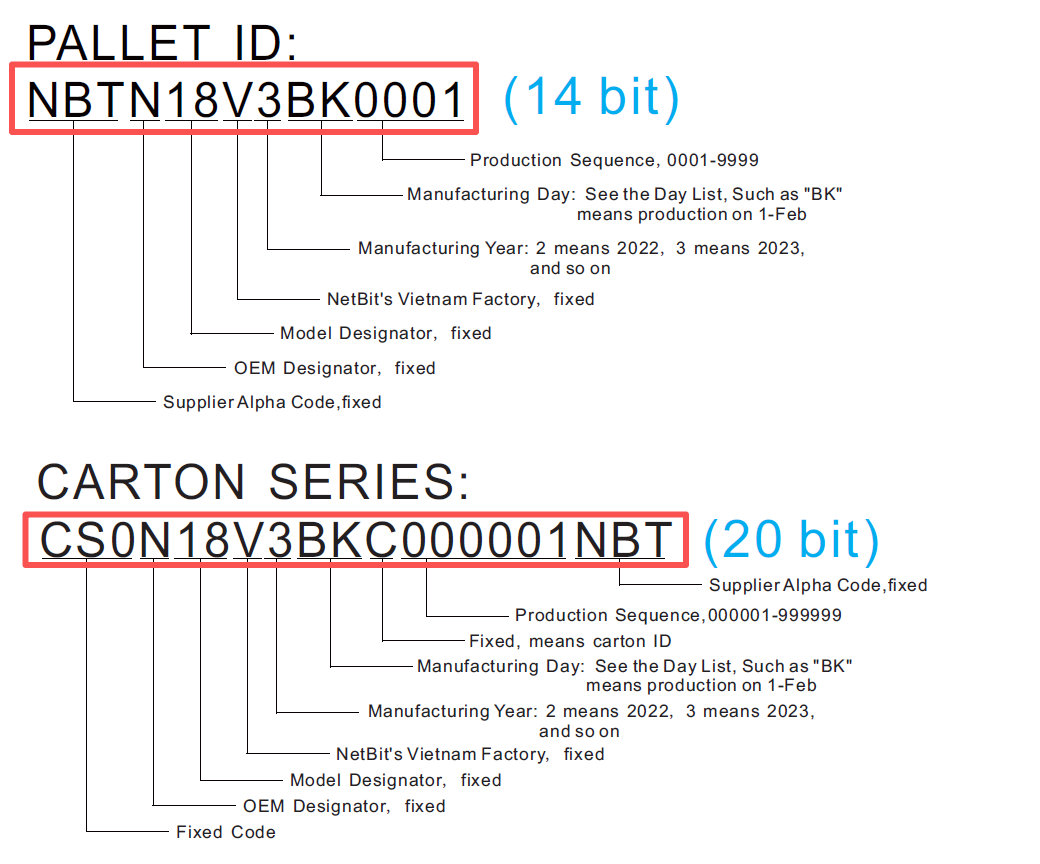 PALLET ID:
NBTN18V3BK0001 (14 bit)
Production Sequence, 0001-9999
Manufacturing Day: See the Day List, Such as "BK"
means production on 1-Feb
Manufacturing Year: 2 means 2022, 3 means 2023,
and so on
NetBit's Vietnam Factory, fixed
Model Designator, fixed
OEM Designator, fixed
Supplier Alpha Code,fixed
CARTON SERIES:
CS0N18V3BKC000001NBT (20 bit)
Supplier Alpha Code,fixed
Production Sequence,000001-999999
Fixed, means carton ID
Manufacturing Day: See the Day List, Such as "BK"
means production on 1-Feb
Manufacturing Year: 2 means 2022, 3 means 2023,
and so on
NetBit's Vietnam Factory, fixed
Model Designator, fixed
OEM Designator, fixed
Fixed Code